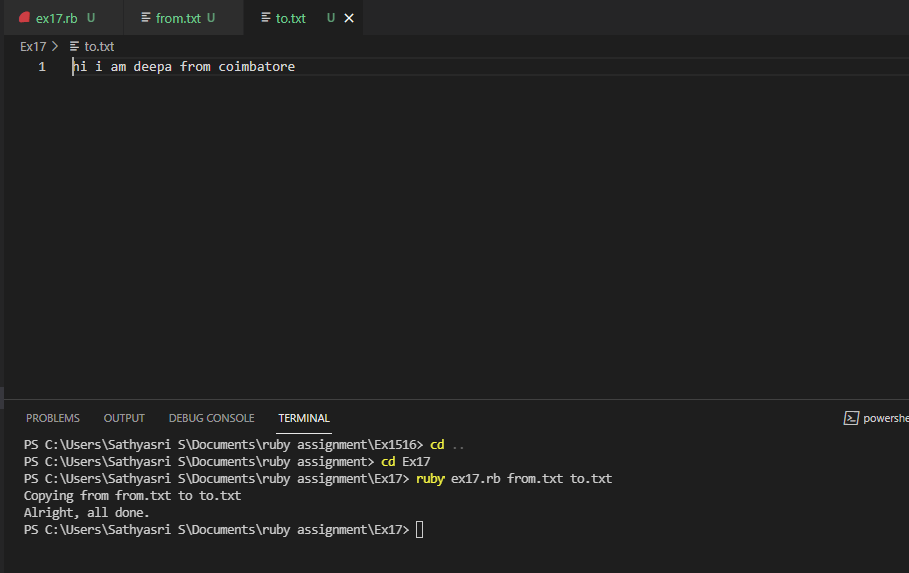 ex17.rb U from.txt U to.txt U
Ex17 > to.txt
1 hi i am deepa from coimbatore
PROBLEMS OUTPUT DEBUG CONSOLE TERMINAL powershe
PS C:\Users\Sathyasri S\Documents\ruby assignment\Ex1516> cd ..
PS C:\Users\Sathyasri S\Documents\ruby assignment> cd Ex17
PS C:\Users\Sathyasri S\Documents\ruby assignment\Ex17> ruby ex17.rb from.txt to.txt
Copying from from.txt to to.txt
Alright, all done.
PS C:\Users\Sathyasri S\Documents\ruby assignment\Ex17>